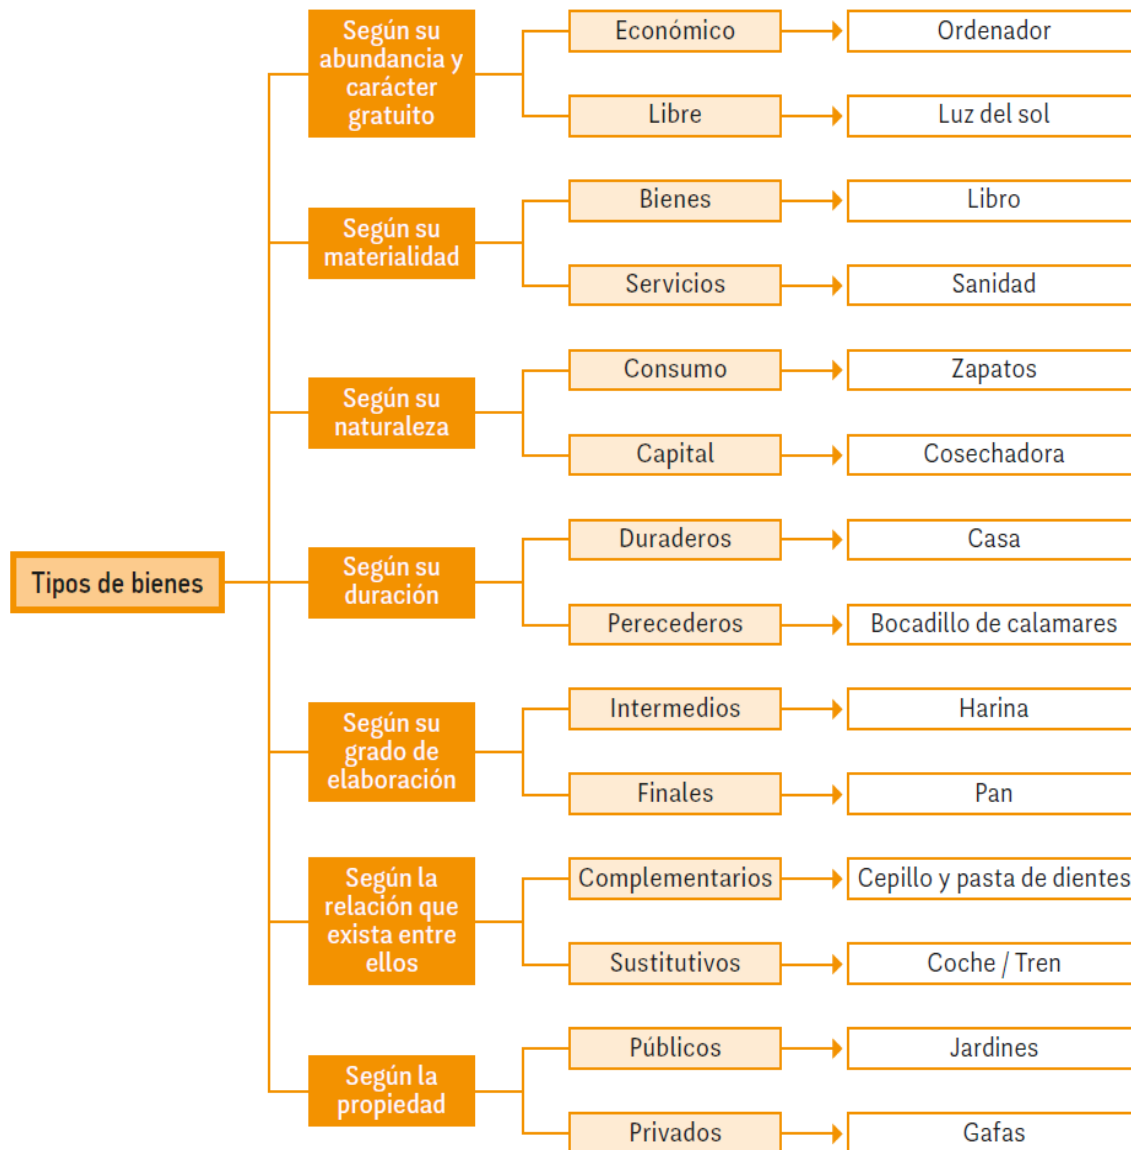 Según su
abundancia y
carácter
gratuito
Económico
Ordenador
Libre
Luz del sol
Según su
materialidad
Bienes
Libro
Servicios
Sanidad
Según su
naturaleza
Consumo
Zapatos
Capital
Cosechadora
Tipos de bienes
Según su
duración
Duraderos
Casa
Perecederos
Bocadillo de calamares
Según su
grado de
elaboración
Intermedios
Harina
Finales
Pan
Según la
relación que
exista entre
ellos
Complementarios
Cepillo y pasta de dientes
Sustitutivos
Coche / Tren
Según la
propiedad
Públicos
Jardines
Privados
Gafas